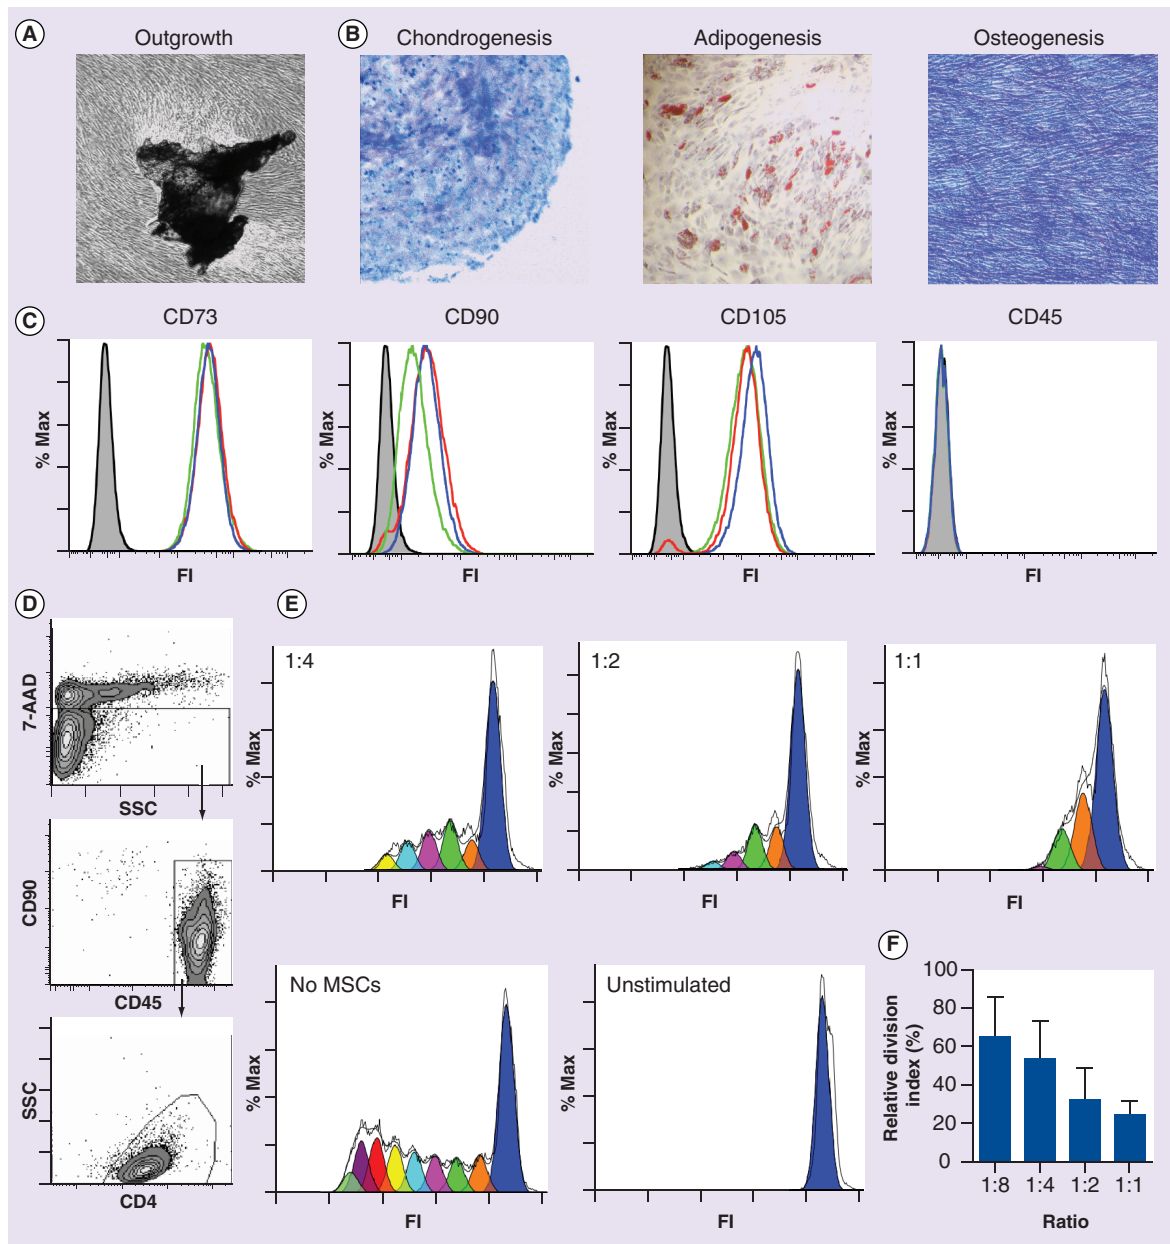 A
Outgrowth
B
Chondrogenesis
Adipogenesis
Osteogenesis
C
CD73
CD90
CD105
CD45
% Max
% Max
% Max
% Max
FI
FI
FI
FI
D
7-AAD
SSC
CD90
CD45
SSC
CD4
E
1:4
1:2
1:1
% Max
% Max
% Max
FI
FI
FI
No MSCs
Unstimulated
% Max
% Max
FI
FI
F
Relative division
index (%)
100
80
60
40
20
0
1:8 1:4 1:2 1:1
Ratio